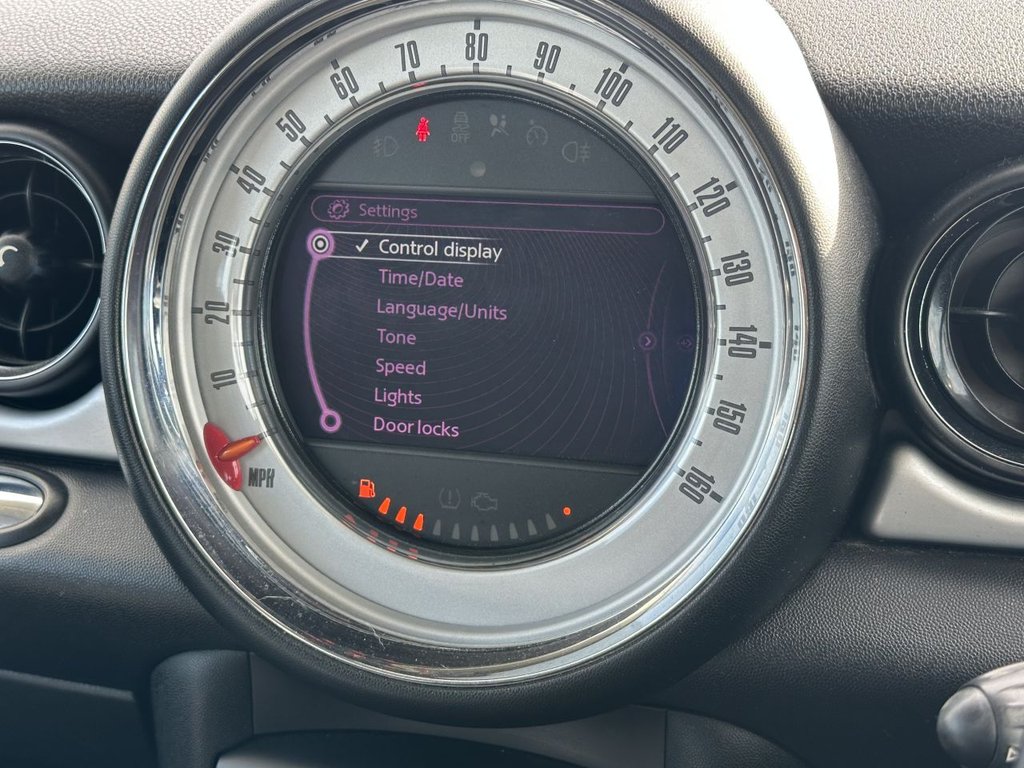 10
20
30
40
50
60
70
80
90
100
110
120
130
140
150
160
MPH
OFF
Settings
✓ Control display
Time/Date
Language/Units
Tone
Speed
Lights
Door locks